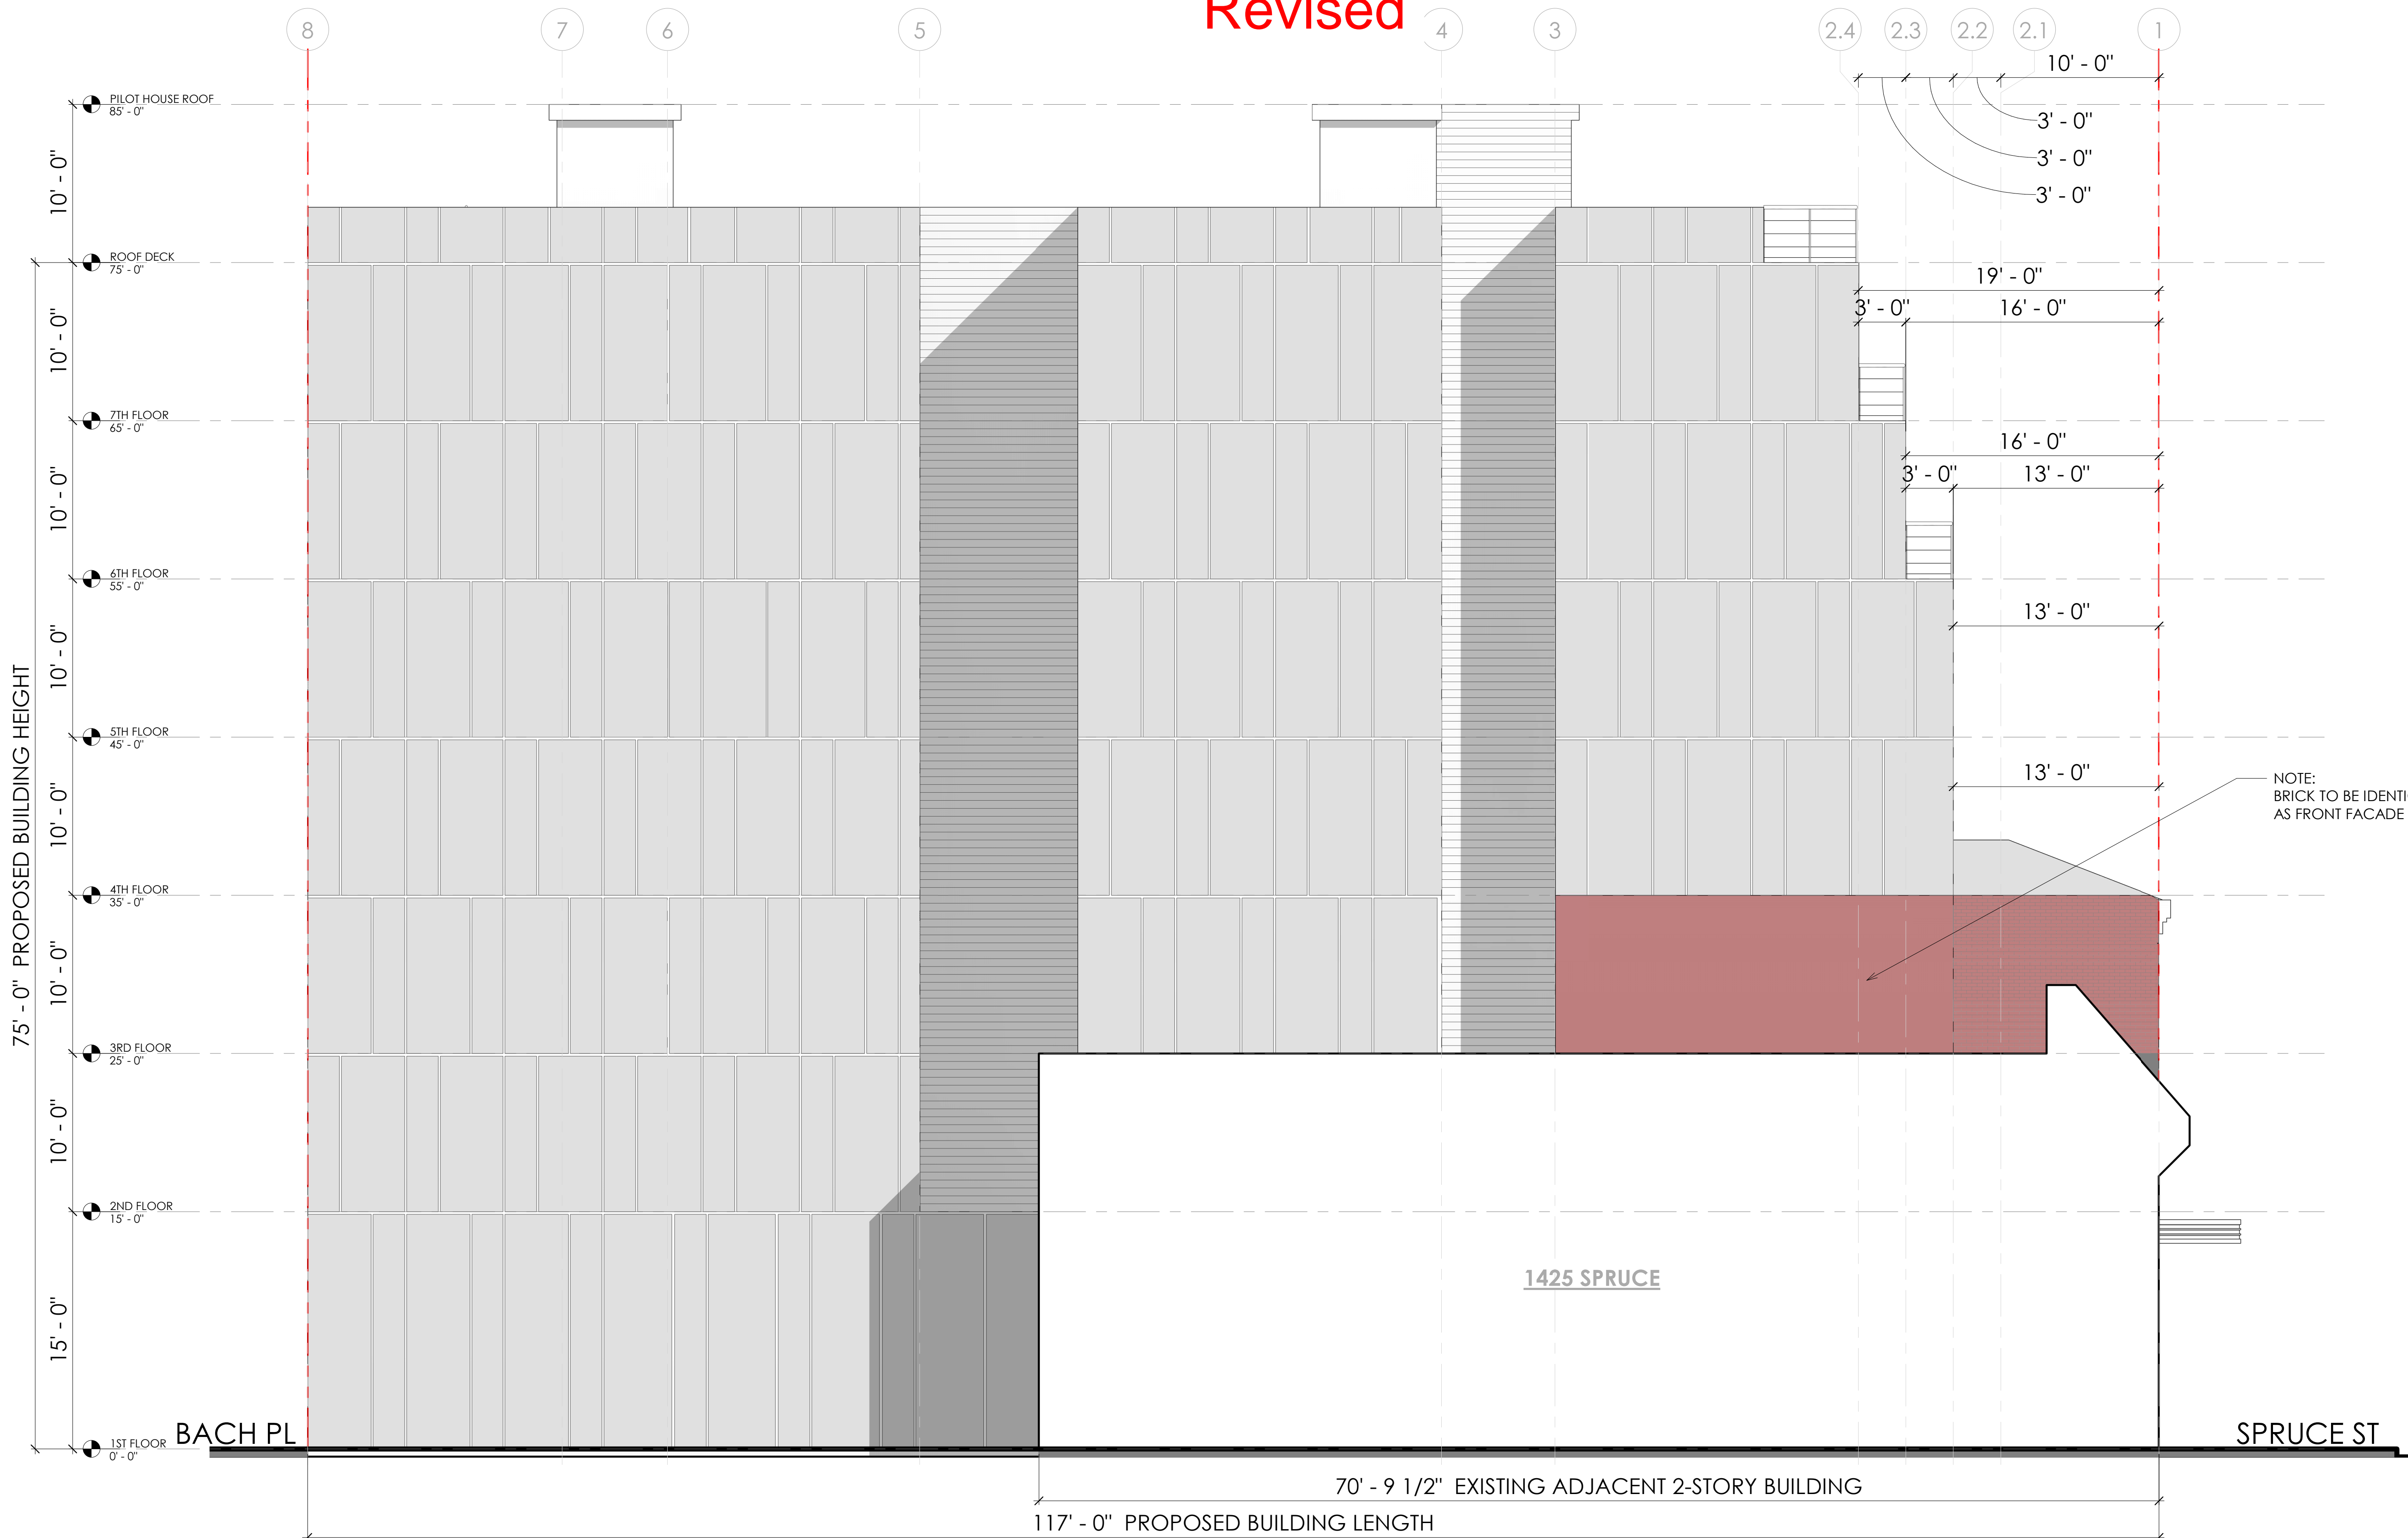 Revised
8
7
6
5
4
3
2.4
2.3
2.2
2.1
1
10' - 0"
3' - 0"
3' - 0"
3' - 0"
PILOT HOUSE ROOF
85' - 0"
10' - 0"
ROOF DECK
75' - 0"
19' - 0"
3' - 0"
16' - 0"
10' - 0"
7TH FLOOR
65' - 0"
16' - 0"
3' - 0"
13' - 0"
10' - 0"
6TH FLOOR
55' - 0"
13' - 0"
10' - 0"
5TH FLOOR
45' - 0"
13' - 0"
NOTE:
BRICK TO BE IDENTI
AS FRONT FACADE
10' - 0"
4TH FLOOR
35' - 0"
10' - 0"
3RD FLOOR
25' - 0"
10' - 0"
2ND FLOOR
15' - 0"
15' - 0"
75' - 0" PROPOSED BUILDING HEIGHT
1425 SPRUCE
1ST FLOOR
0' - 0"
BACH PL
SPRUCE ST
70' - 9 1/2" EXISTING ADJACENT 2-STORY BUILDING
117' - 0" PROPOSED BUILDING LENGTH